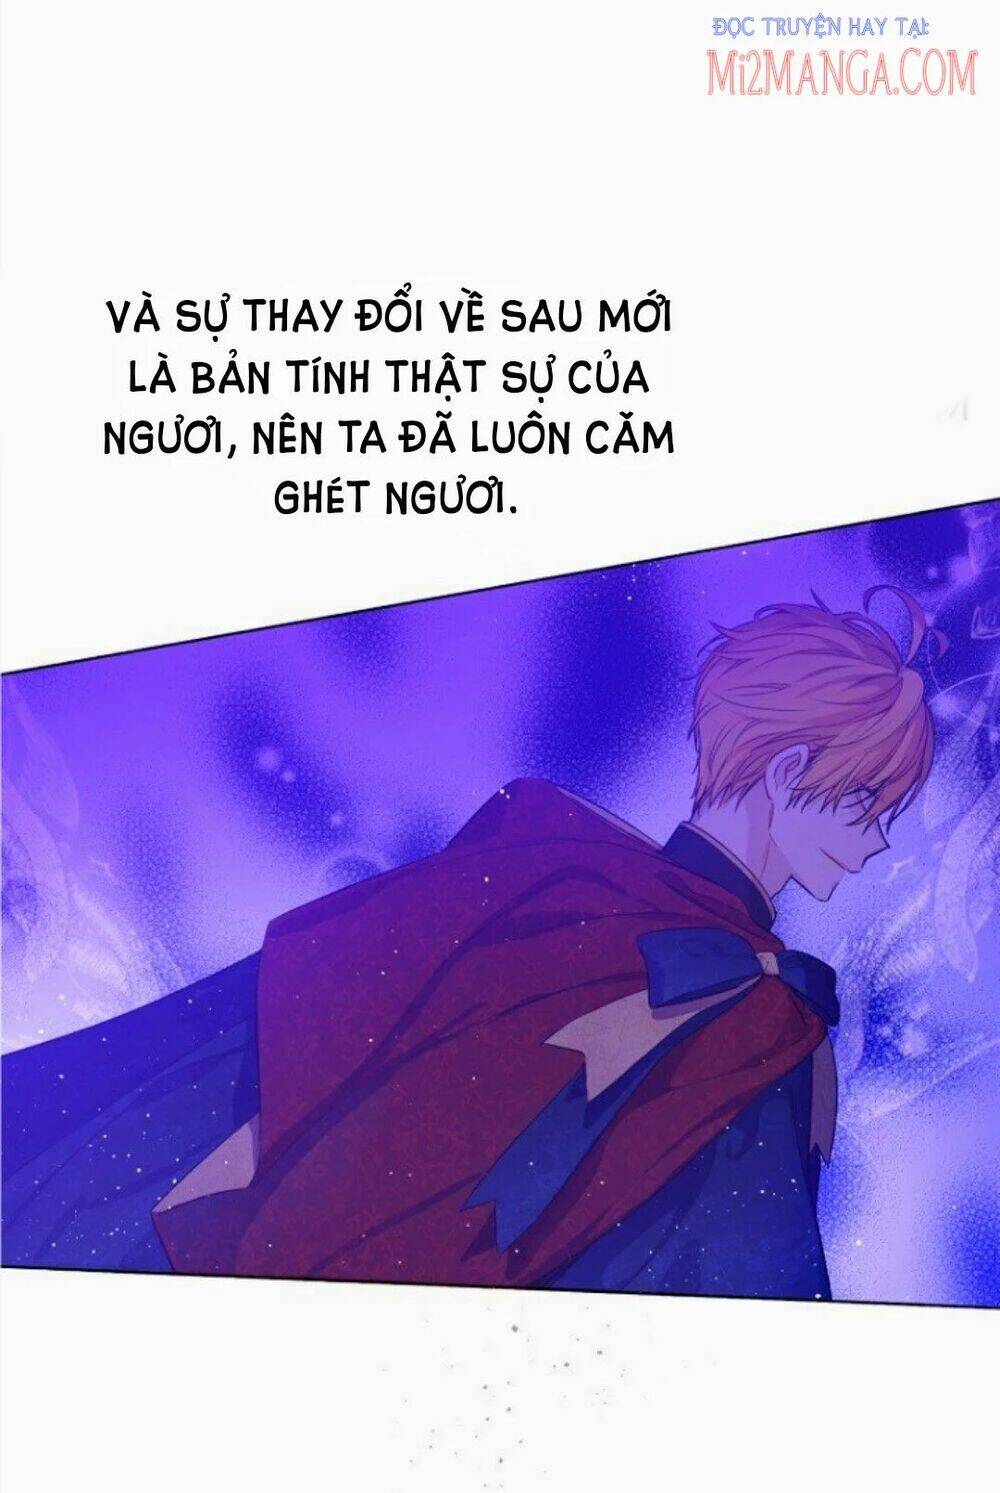 ĐỌC TRUYỆN HAY TẠI:
MI2MANGA.COM
VÀ SỰ THAY ĐỔI VỀ SAU MỚI
LÀ BẢN TÍNH THẬT SỰ CỦA
NGƯƠI, NÊN TA ĐÃ LUÔN CĂM
GHÉT NGƯƠI.